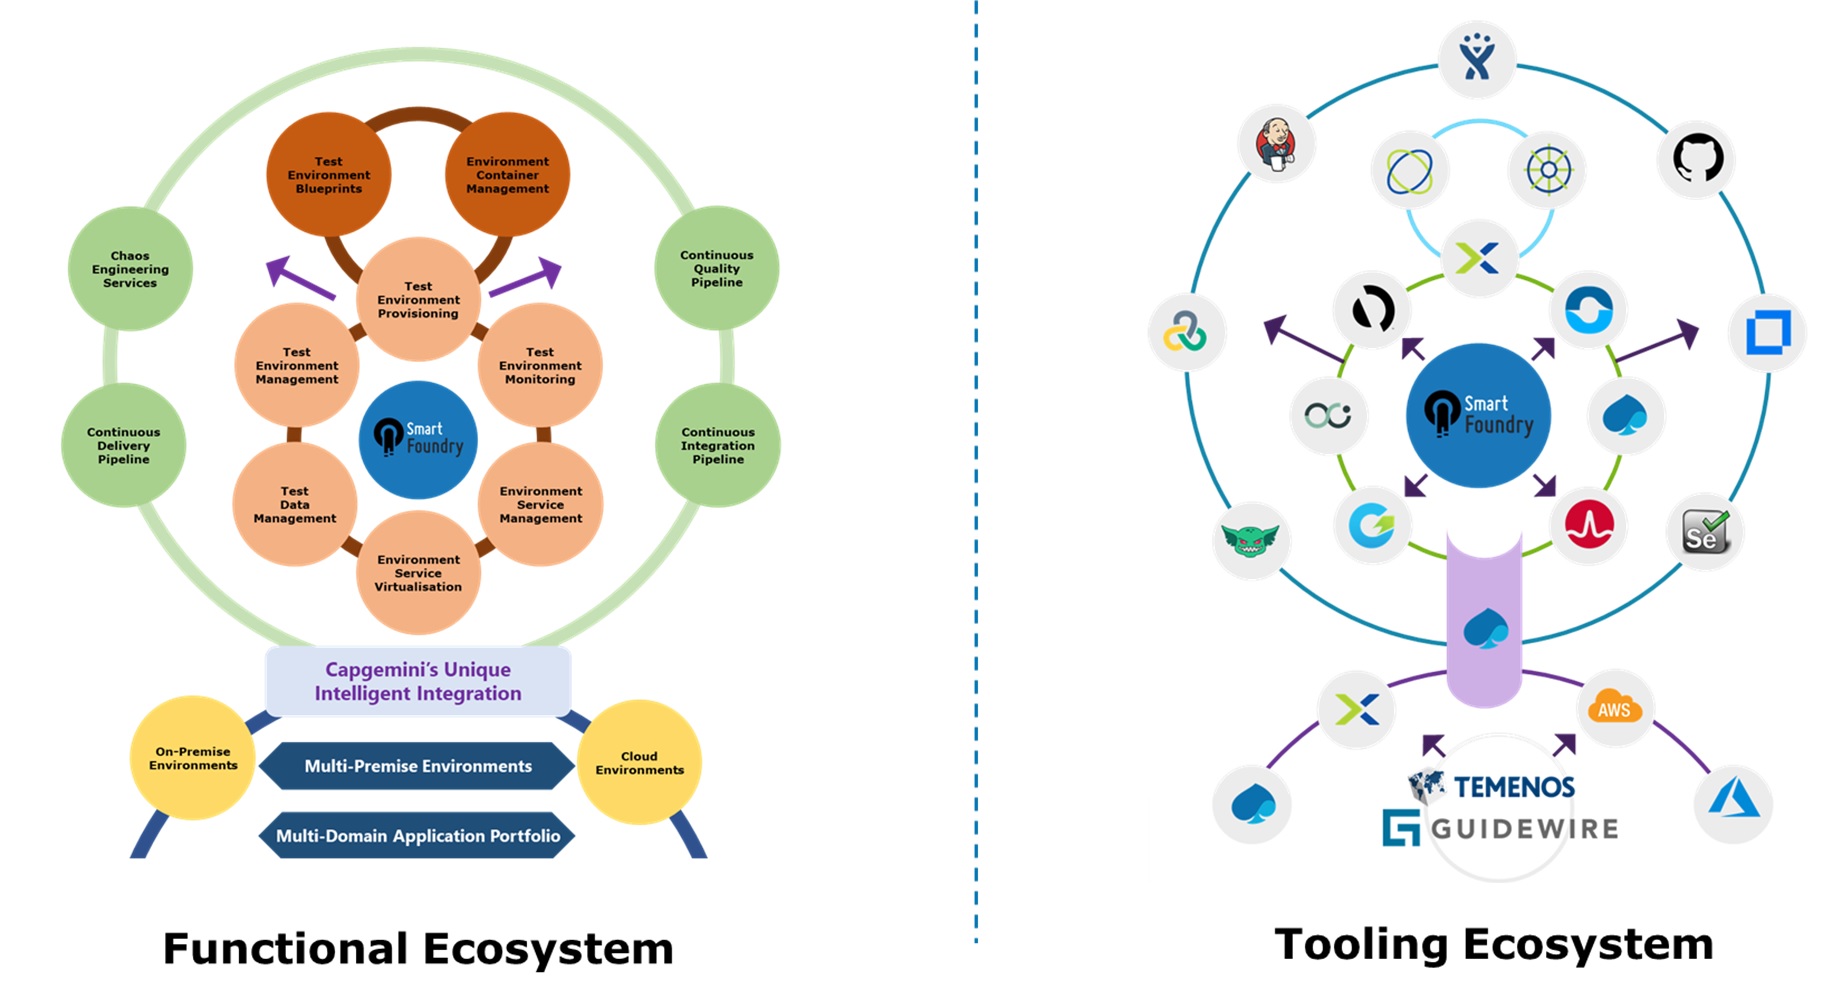 Test
Environment
Blueprints
Environment
Container
Management
Chaos
Engineering
Services
Continuous
Quality
Pipeline
Test
Environment
Provisioning
Test
Environment
Management
Test
Environment
Monitoring
Smart
Foundry
Continuous
Delivery
Pipeline
Continuous
Integration
Pipeline
Test
Data
Management
Environment
Service
Management
Environment
Service
Virtualisation
Capgemini’s Unique
Intelligent Integration
On-Premise
Environments
Cloud
Environments
Multi-Premise Environments
Multi-Domain Application Portfolio
Functional Ecosystem
Smart
Foundry
Se
AWS
TEMENOS
GUIDEWIRE
Tooling Ecosystem